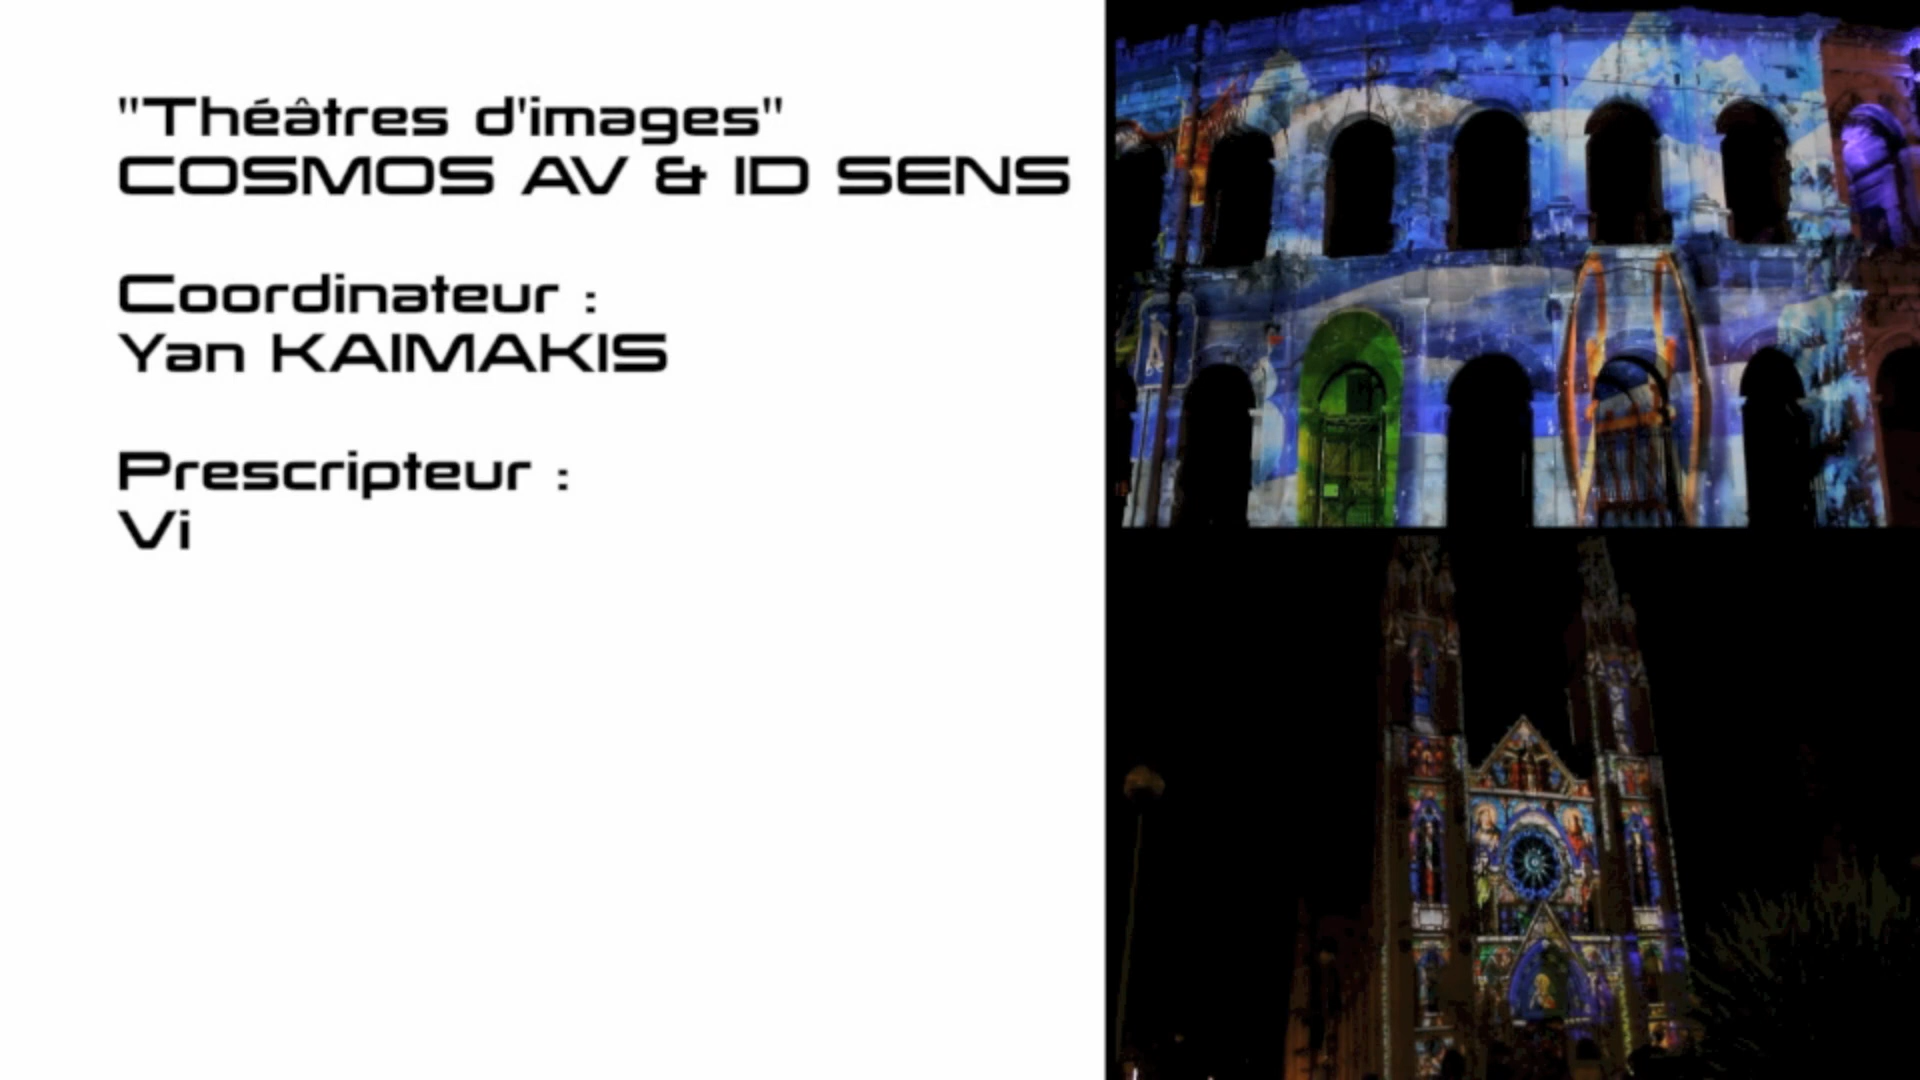 "Théâtres d'images"
COSMOS AV & ID SENS
Coordinateur :
Yan KAIMAKIS
Prescripteur :
Vi